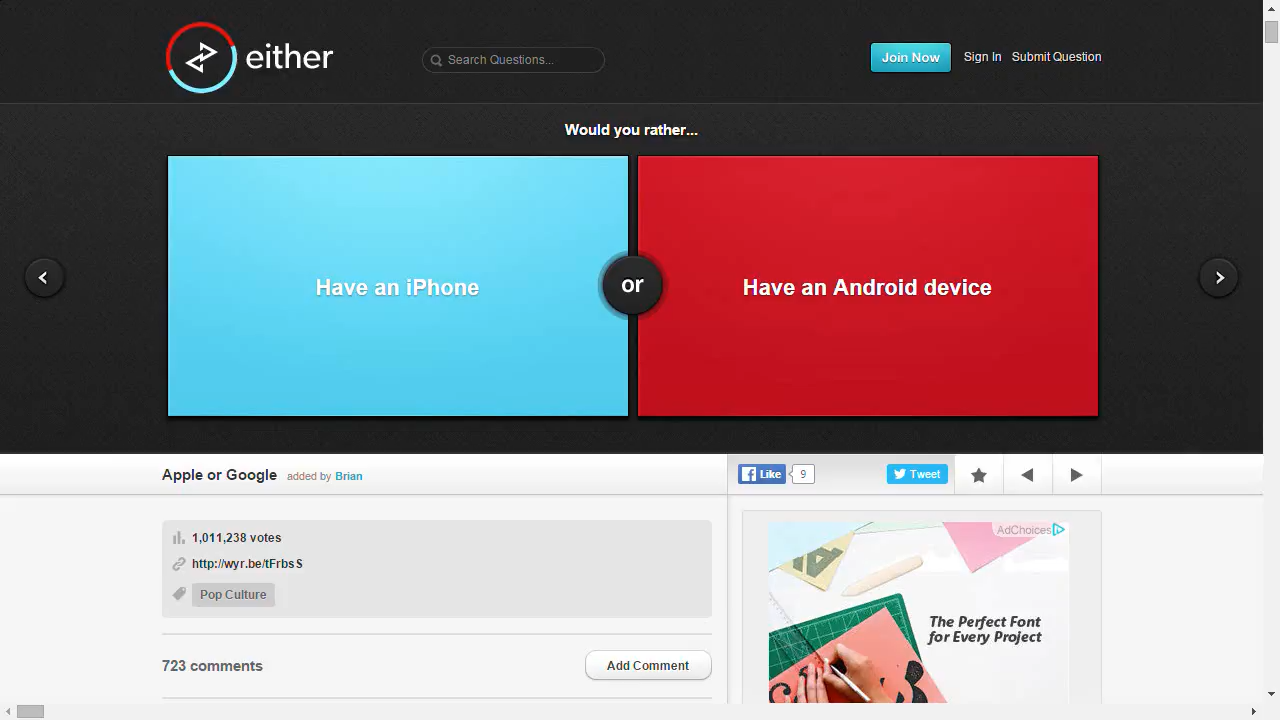 either
Search Questions...
Join Now
Sign In
Submit Question
Would you rather...
Have an iPhone
or
Have an Android device
Apple or Google
added by Brian
Like
9
Tweet
1,011,238 votes
http://wyr.be/tFrbsS
Pop Culture
723 comments
Add Comment
AdChoices
The Perfect Font
for Every Project